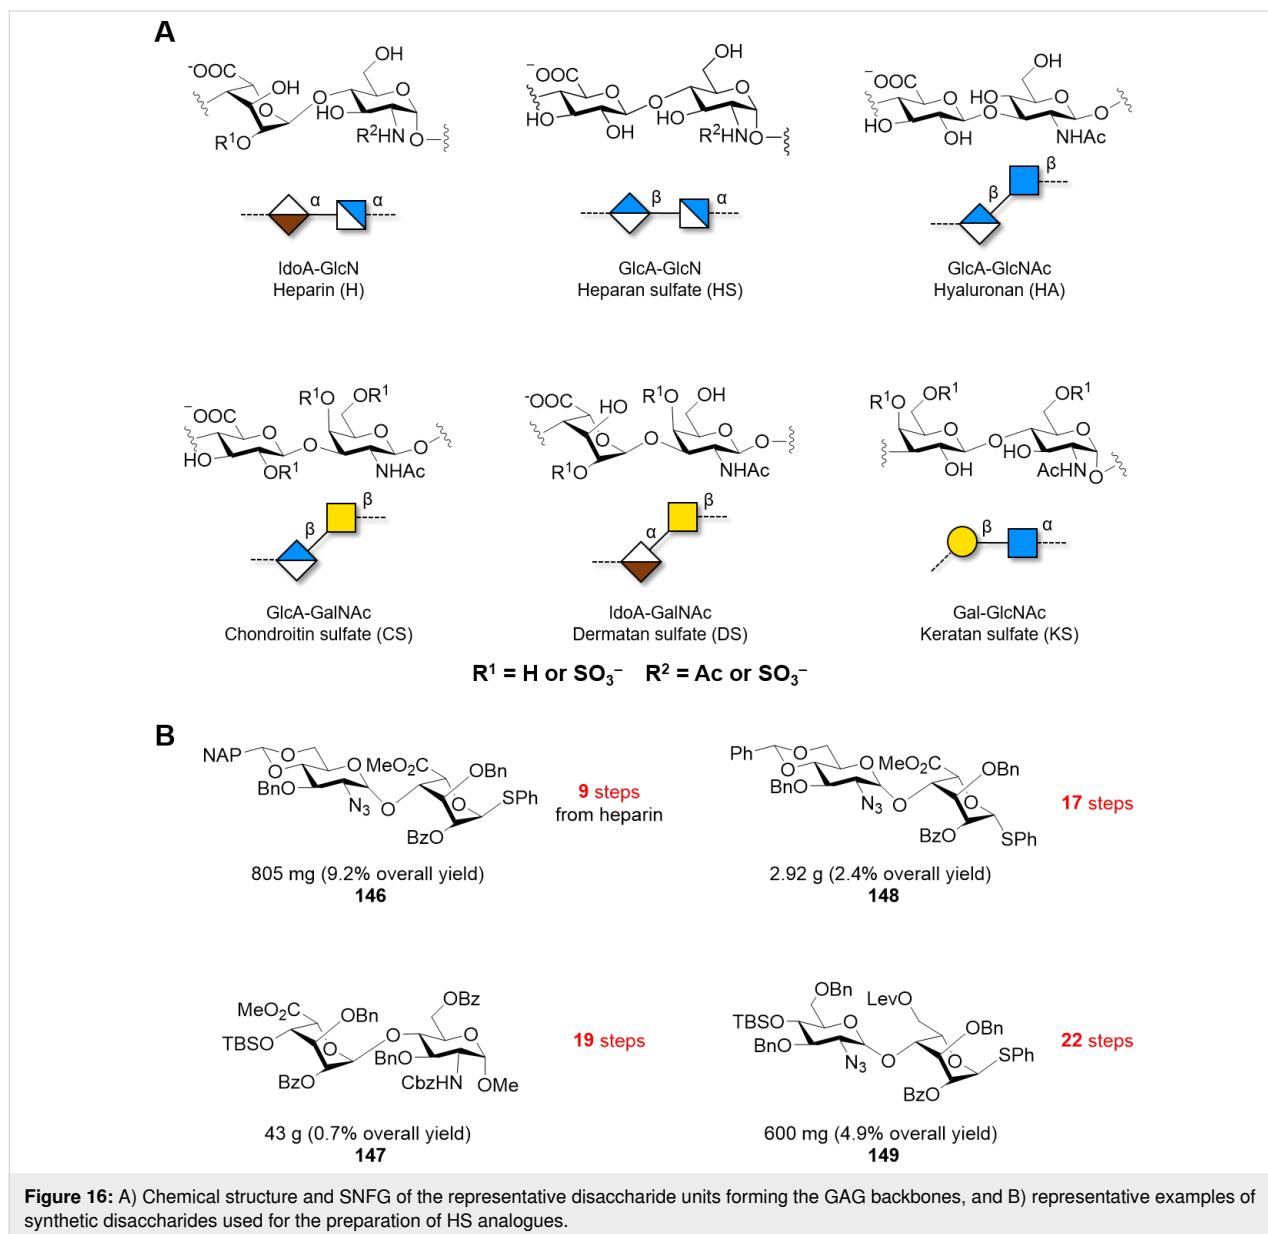 A
⁻OOC OH O OH O HO R²HN O R¹O
⁻OOC OH O O HO OH HO R²HN O
⁻OOC OH O HO O HO OH O NHAc O
α α
β α
β β
IdoA-GlcN
Heparin (H)
GlcA-GlcN
Heparan sulfate (HS)
GlcA-GlcNAc
Hyaluronan (HA)
⁻OOC R¹O OR¹ O O HO OR¹ O NHAc O
⁻OOC HO R¹O OH O O R¹O O NHAc O
R¹O OR¹ O OH O OR¹ O HO AcHN O
β β
α β
β α
GlcA-GalNAc
Chondroitin sulfate (CS)
IdoA-GalNAc
Dermatan sulfate (DS)
Gal-GlcNAc
Keratan sulfate (KS)
R¹ = H or SO₃⁻ R² = Ac or SO₃⁻
B
NAP O O O BnO N₃ O MeO₂C OBn O SPh BzO
9 steps
from heparin
805 mg (9.2% overall yield)
146
Ph O O O BnO N₃ O MeO₂C OBn O BzO SPh
17 steps
2.92 g (2.4% overall yield)
148
MeO₂C OBn TBSO O BzO O OBz O BnO CbzHN OMe
19 steps
43 g (0.7% overall yield)
147
OBn TBSO O BnO N₃ O LevO OBn O SPh BzO
22 steps
600 mg (4.9% overall yield)
149
Figure 16: A) Chemical structure and SNFG of the representative disaccharide units forming the GAG backbones, and B) representative examples of
synthetic disaccharides used for the preparation of HS analogues.